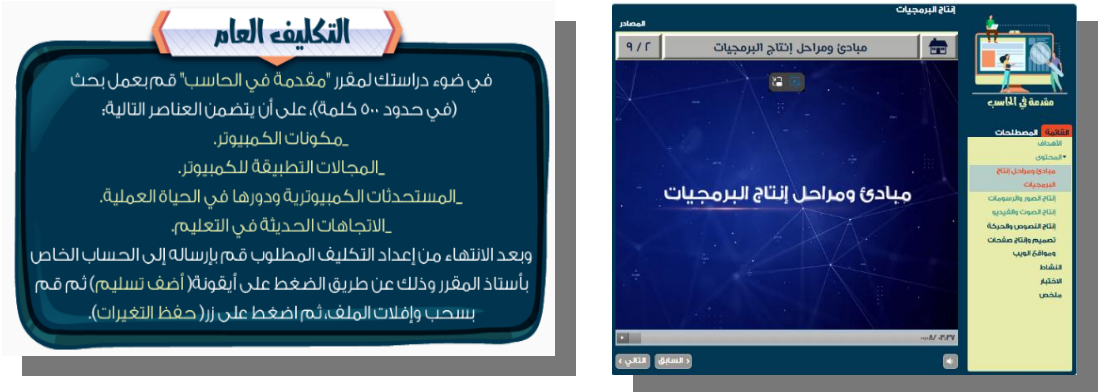 التكليف العام
في ضوء دراستك لمقرر "مقدمة في الحاسب" قم بعمل بحث
(في حدود ٥٠٠ كلمة)، على أن يتضمن العناصر التالية:
_مكونات الكمبيوتر.
_المجالات التطبيقة للكمبيوتر.
_المستحدثات الكمبيوترية ودورها في الحياة العملية.
_الاتجاهات الحديثة في التعليم.
وبعد الانتهاء من إعداد التكليف المطلوب قم بإرساله إلى الحساب الخاص
بأستاذ المقرر وذلك عن طريق الضغط على أيقونة( أضف تسليم) ثم قم
بسحب وإفلات الملف، ثم اضغط على زر( حفظ التغيرات).
إنتاج البرمجيات
المصادر
مبادئ ومراحل إنتاج البرمجيات
٩ / ٢
مبادئ ومراحل إنتاج البرمجيات
السابق
التالي
مقدمة في الحاسب
القائمة
المصطلحات
الأهداف
المحتوى
مبادئ ومراحل إنتاج
البرمجيات
إنتاج الصور والرسومات
إنتاج الصوت والفيديو
إنتاج النصوص والحركة
تصميم وإنتاج صفحات
ومواقع الويب
النشاط
الاختبار
ملخص